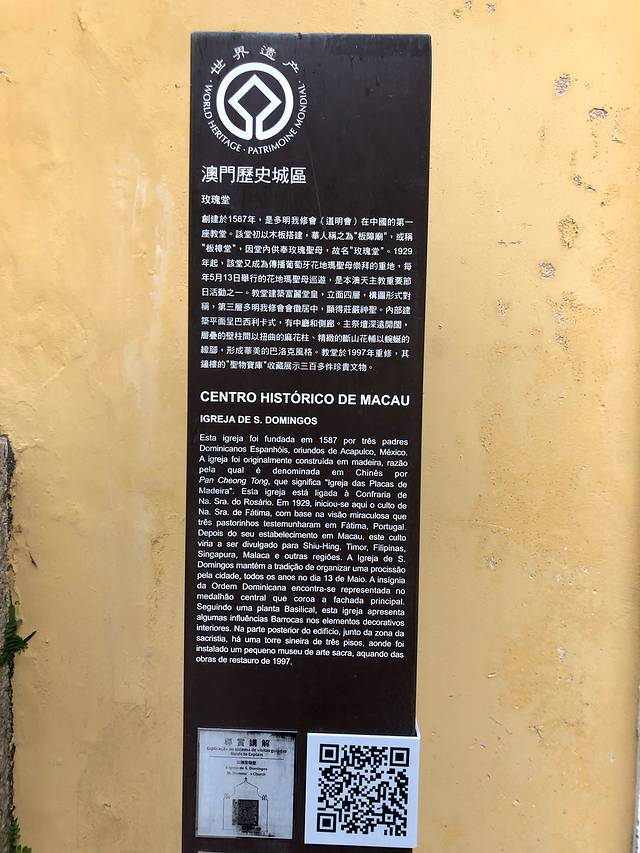 世界遗产
WORLD HERITAGE · PATRIMOINE MONDIAL
澳門歷史城區
玫瑰堂
創建於1587年，是多明我修會（道明會）在中國的第一
座教堂。該堂初以木板搭建，華人稱之為"板障廟"，或稱
"板樟堂"，因堂內供奉玫瑰聖母，故名"玫瑰堂"。1929
年起，該堂又成為傳播葡萄牙花地瑪聖母崇拜的重地，每
年5月13日舉行的花地瑪聖母巡遊，是本澳天主教重要節
日活動之一。教堂建築富麗堂皇，立面四層，構圖形式對
稱，第三層多明我修會會徽居中，顯得莊嚴神聖。內部建
築平面呈巴西利卡式，有中廳和側廊。主祭壇深遠開闊，
層疊的壁柱間以扭曲的麻花柱、精緻的斷山花輔以蜿蜒的
線腳，形成華美的巴洛克風格。教堂於1997年重修，其
鐘樓的"聖物寶庫"收藏展示三百多件珍貴文物。
CENTRO HISTÓRICO DE MACAU
IGREJA DE S. DOMINGOS
Esta igreja foi fundada em 1587 por três padres
Dominicanos Espanhóis, oriundos de Acapulco, México.
A igreja foi originalmente construída em madeira, razão
pela qual é denominada em Chinês por
Pan Cheong Tong, que significa "Igreja das Placas de
Madeira". Esta igreja está ligada à Confraria de
Na. Sra. do Rosário. Em 1929, iniciou-se aqui o culto de
Na. Sra. de Fátima, com base na visão miraculosa que
três pastorinhos testemunharam em Fátima, Portugal.
Depois do seu estabelecimento em Macau, este culto
viria a ser divulgado para Shiu-Hing, Timor, Filipinas,
Singapura, Malaca e outras regiões. A Igreja de S.
Domingos mantém a tradição de organizar uma procissão
pela cidade, todos os anos no dia 13 de Maio. A insígnia
da Ordem Dominicana encontra-se representada no
medalhão central que coroa a fachada principal.
Seguindo uma planta Basilical, esta igreja apresenta
algumas influências Barrocas nos elementos decorativos
interiores. Na parte posterior do edifício, junto da zona da
sacristia, há uma torre sineira de três pisos, aonde foi
instalado um pequeno museu de arte sacra, aquando das
obras de restauro de 1997.
導賞講解
Explicação do sistema de visitas guiadas
Guide to Explain
Igreja de S. Domingos
St. Church